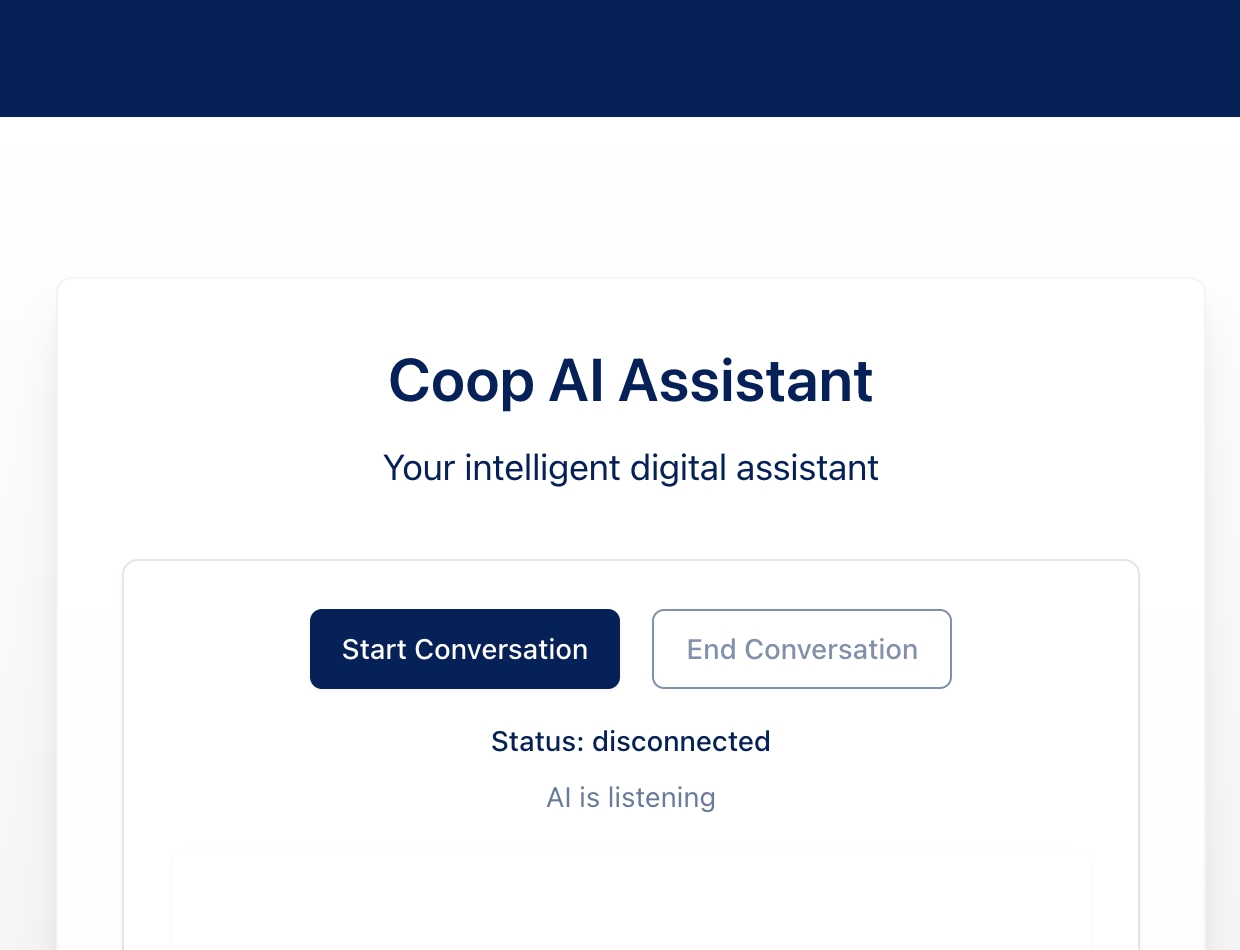 Coop AI Assistant
Your intelligent digital assistant
Start Conversation
End Conversation
Status: disconnected
AI is listening